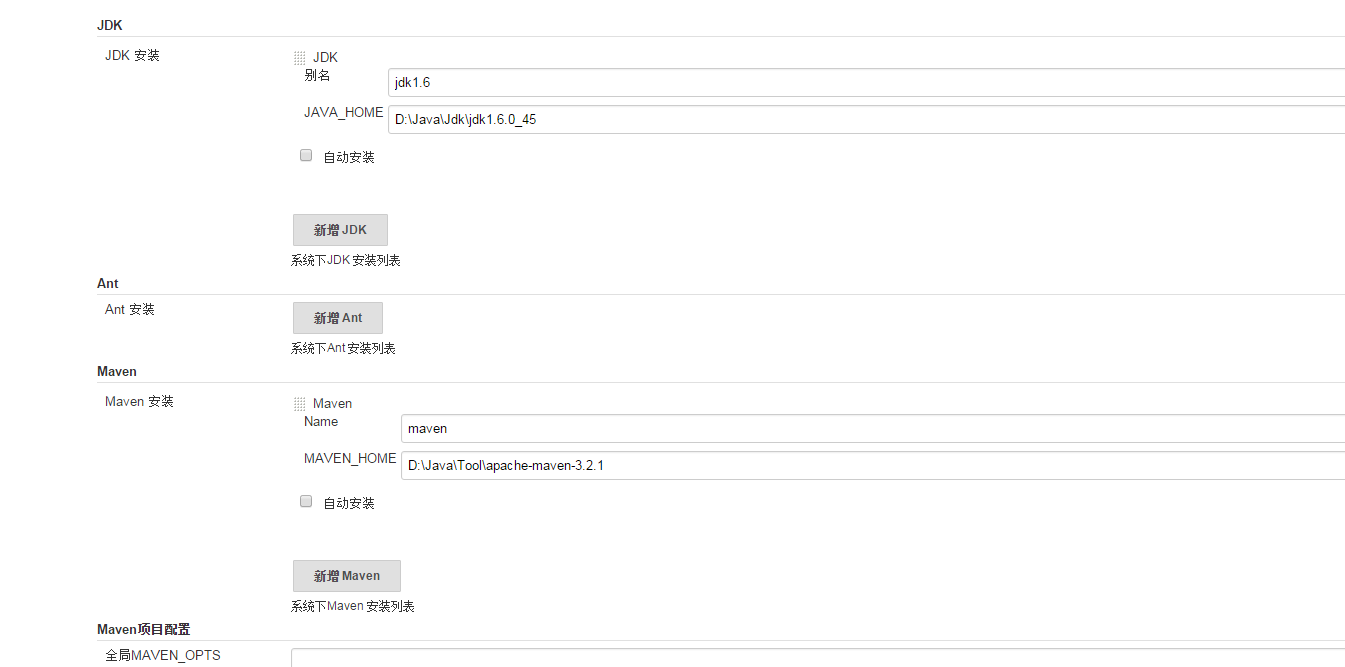 JDK
JDK 安装
JDK
别名
jdk1.6
JAVA_HOME
D:\Java\Jdk\jdk1.6.0_45
自动安装
新增 JDK
系统下JDK 安装列表
Ant
Ant 安装
新增 Ant
系统下Ant 安装列表
Maven
Maven 安装
Maven
Name
maven
MAVEN_HOME
D:\Java\Tool\apache-maven-3.2.1
自动安装
新增 Maven
系统下Maven 安装列表
Maven项目配置
全局MAVEN_OPTS